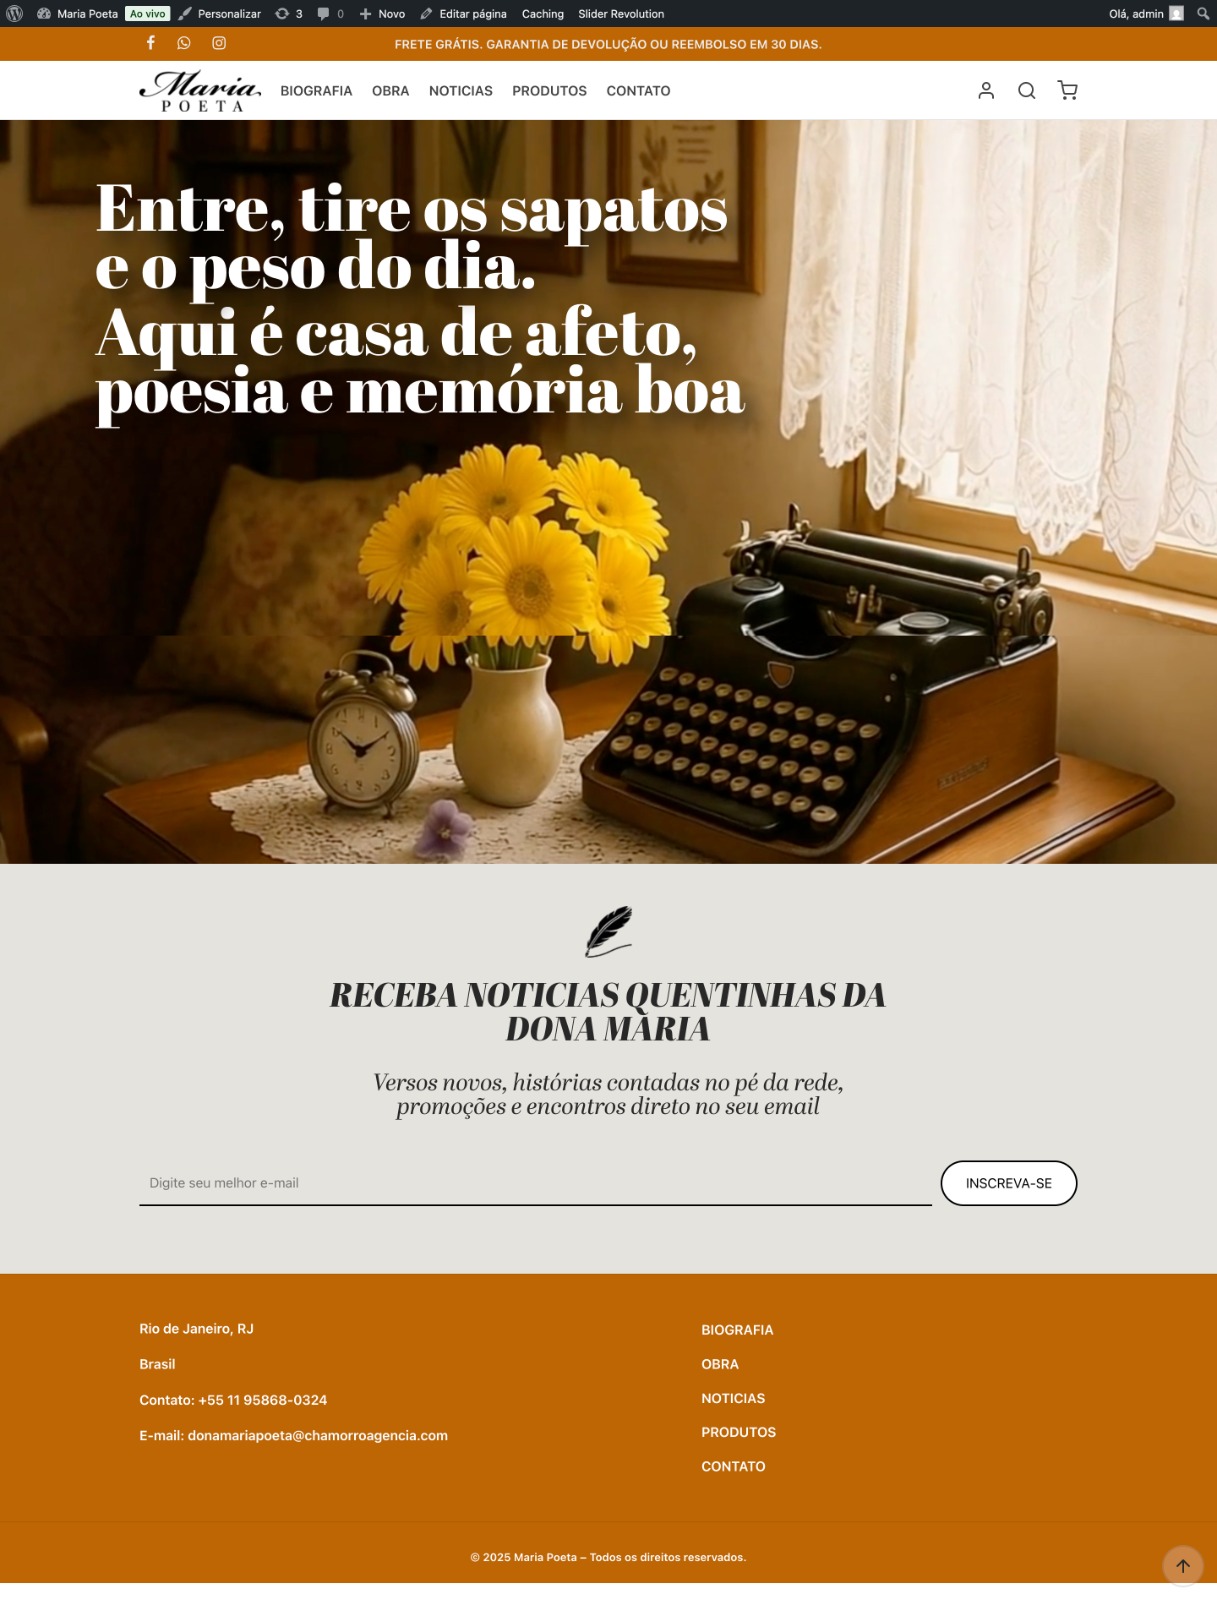 Maria Poeta Ao vivo Personalizar 3 0 Novo Editar página Caching Slider Revolution Olá, admin
FRETE GRÁTIS. GARANTIA DE DEVOLUÇÃO OU REEMBOLSO EM 30 DIAS.
Maria
POETA
BIOGRAFIA OBRA NOTICIAS PRODUTOS CONTATO
Entre, tire os sapatos
e o peso do dia.
Aqui é casa de afeto,
poesia e memória boa
RECEBA NOTICIAS QUENTINHAS DA
DONA MARIA
Versos novos, histórias contadas no pé da rede,
promoções e encontros direto no seu email
Digite seu melhor e-mail INSCREVA-SE
Rio de Janeiro, RJ
Brasil
Contato: +55 11 95868-0324
E-mail: donamariapoeta@chamorroagencia.com
BIOGRAFIA
OBRA
NOTICIAS
PRODUTOS
CONTATO
© 2025 Maria Poeta – Todos os direitos reservados.